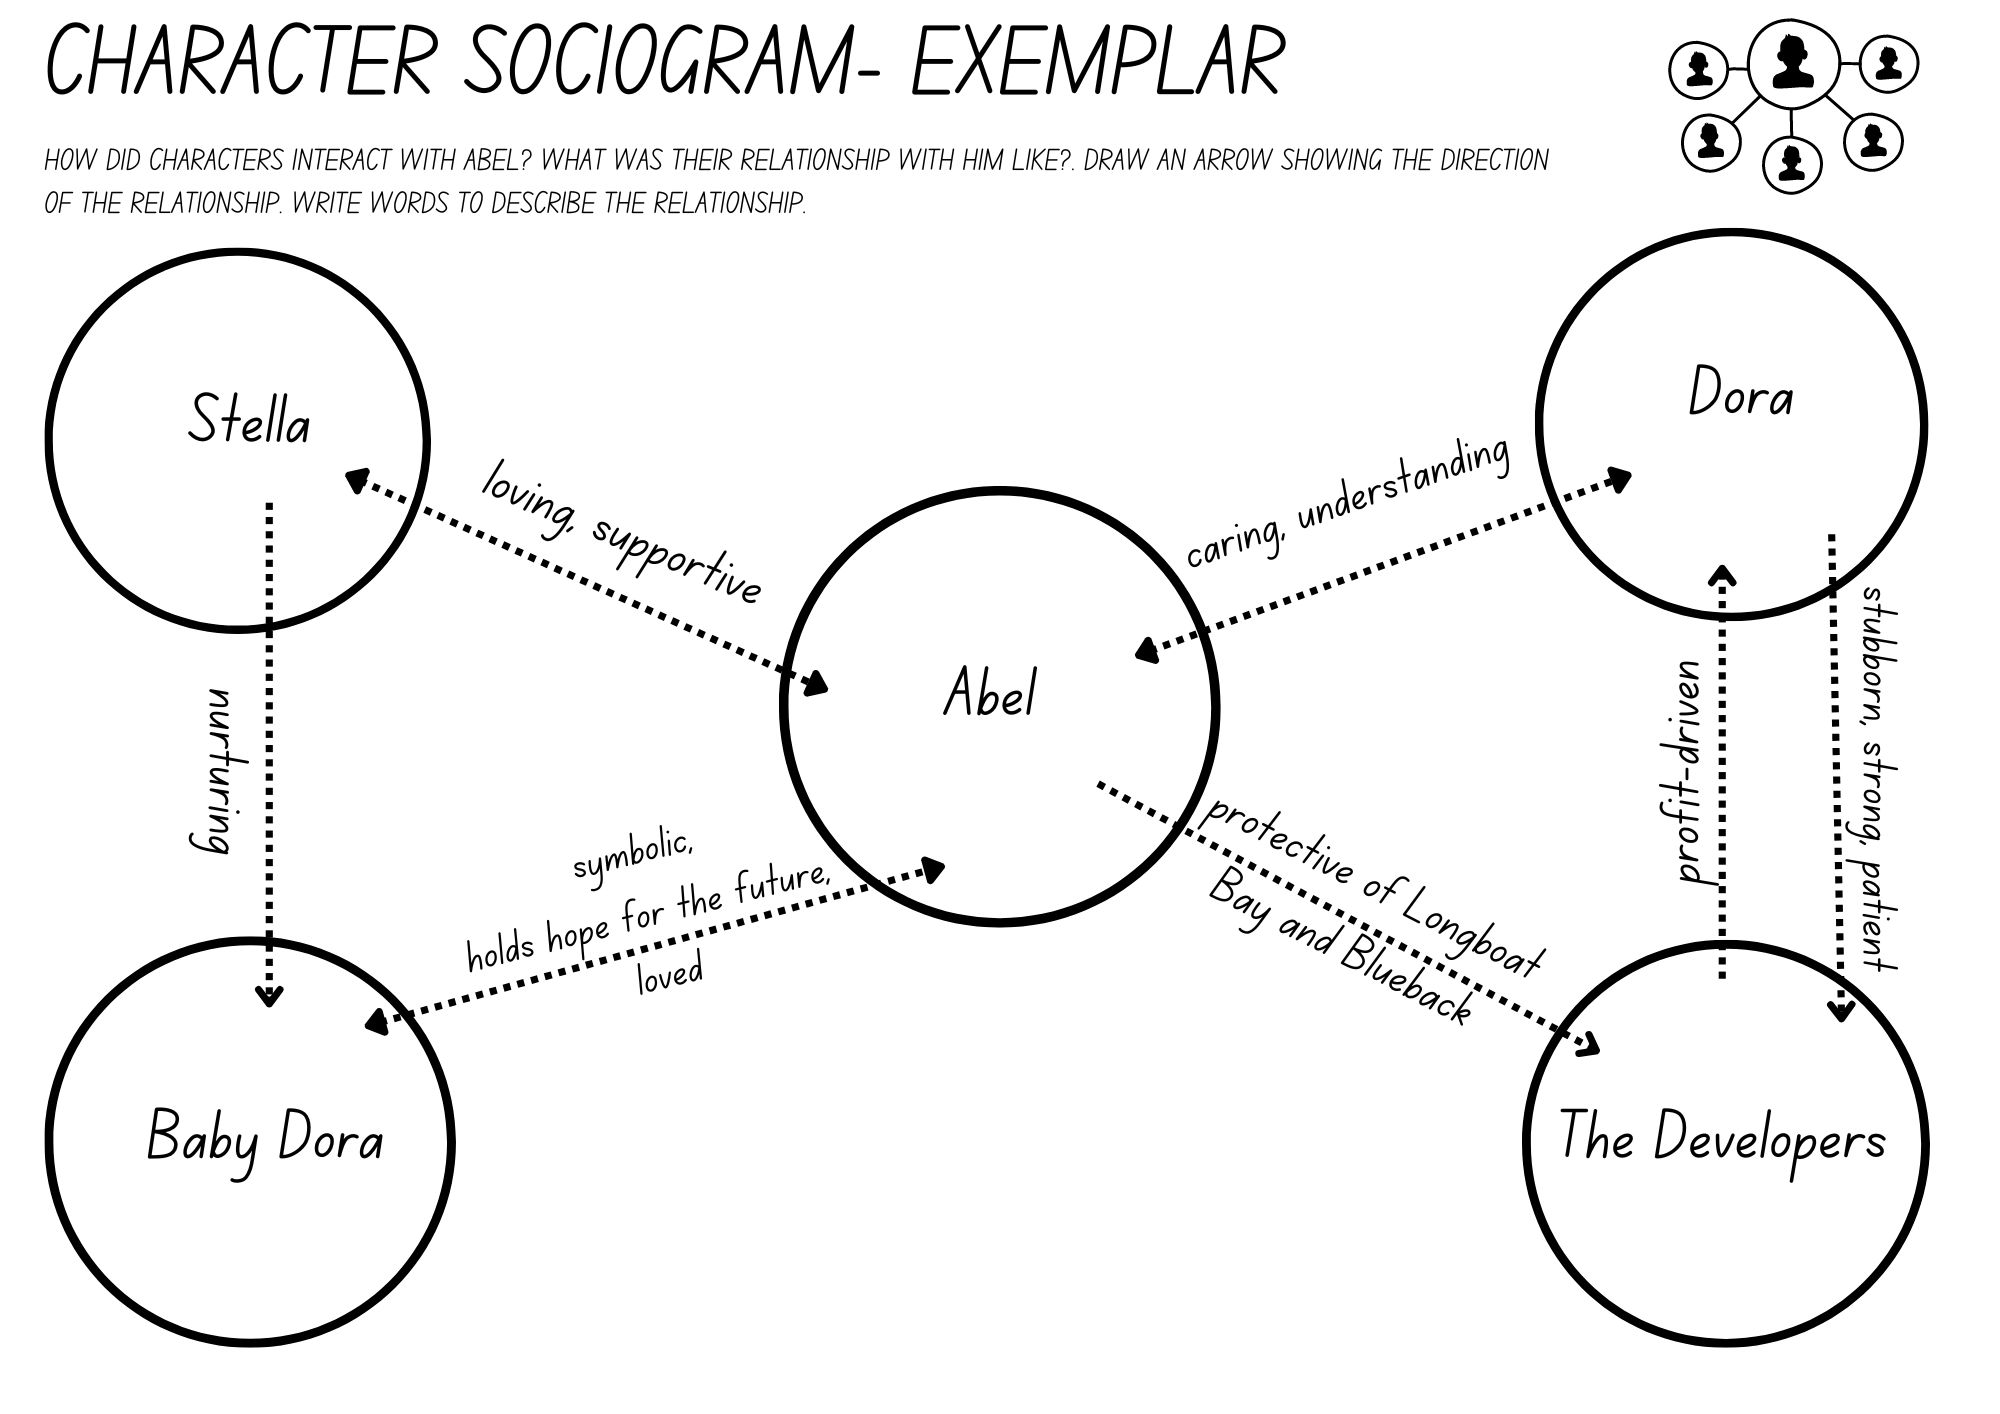 CHARACTER SOCIOGRAM- EXEMPLAR
HOW DID CHARACTERS INTERACT WITH ABEL? WHAT WAS THEIR RELATIONSHIP WITH HIM LIKE?. DRAW AN ARROW SHOWING THE DIRECTION
OF THE RELATIONSHIP. WRITE WORDS TO DESCRIBE THE RELATIONSHIP.
Stella
Dora
loving, supportive
caring, understanding
Abel
nurturing
profit-driven
stubborn, strong, patient
symbolic,
holds hope for the future,
loved
protective of Longboat
Bay and Blueback
Baby Dora
The Developers